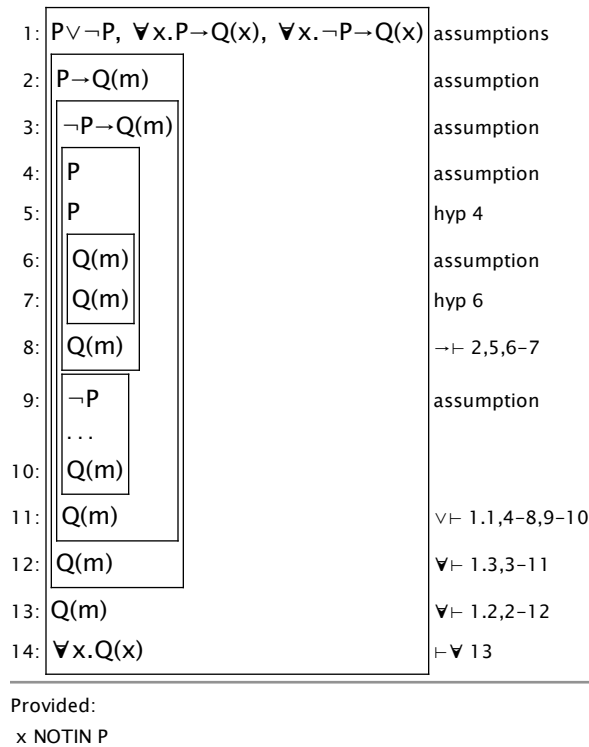 1: P∨¬P, ∀x.P→Q(x), ∀x.¬P→Q(x) assumptions
2: P→Q(m) assumption
3: ¬P→Q(m) assumption
4: P assumption
5: P hyp 4
6: Q(m) assumption
7: Q(m) hyp 6
8: Q(m) →⊢ 2,5,6-7
9: ¬P assumption
...
10: Q(m)
11: Q(m) ∨⊢ 1.1,4-8,9-10
12: Q(m) ∀⊢ 1.3,3-11
13: Q(m) ∀⊢ 1.2,2-12
14: ∀x.Q(x) ⊢∀ 13
Provided:
x NOTIN P